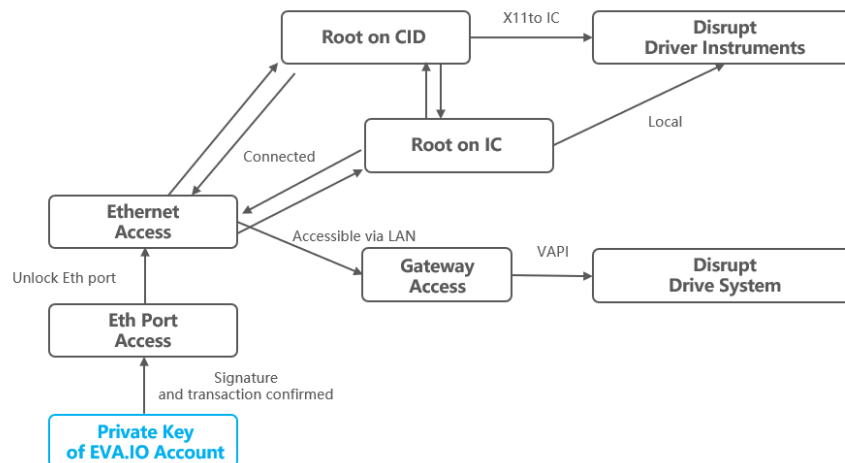 X11to IC
Root on CID
Disrupt
Driver Instruments
Local
Root on IC
Connected
Ethernet
Access
Accessible via LAN
VAPI
Gateway
Access
Disrupt
Drive System
Unlock Eth port
Eth Port
Access
Signature
and transaction confirmed
Private Key
of EVA.IO Account